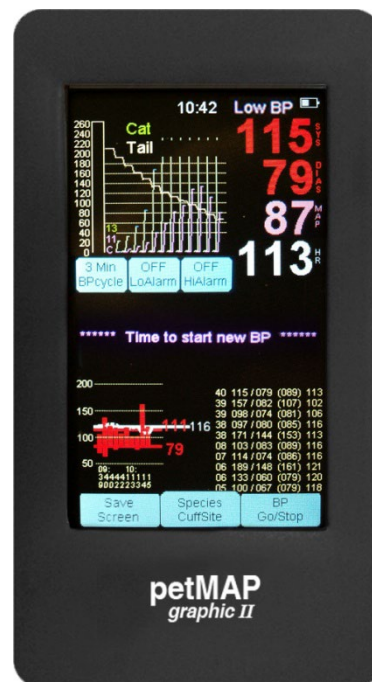 10:42 Low BP
260
240
220
200
180
160
140
120
100
80
60
40
20
0
Cat
Tail
13
11
C
115 SYS
79 DIAS
87 MAP
113 HR
3 Min BPcycle
OFF LoAlarm
OFF HiAlarm
****** Time to start new BP ******
200
150
100
50
111 116
79
09: 10:
34444411111
90022223345
40 115/079 (089) 113
39 157/082 (107) 102
39 098/074 (081) 106
38 097/080 (085) 116
38 171/144 (153) 113
08 103/083 (089) 116
07 114/074 (086) 116
06 189/148 (161) 121
06 133/060 (079) 120
05 100/067 (079) 118
Save Screen
Species CuffSite
BP Go/Stop
petMAP
graphic II